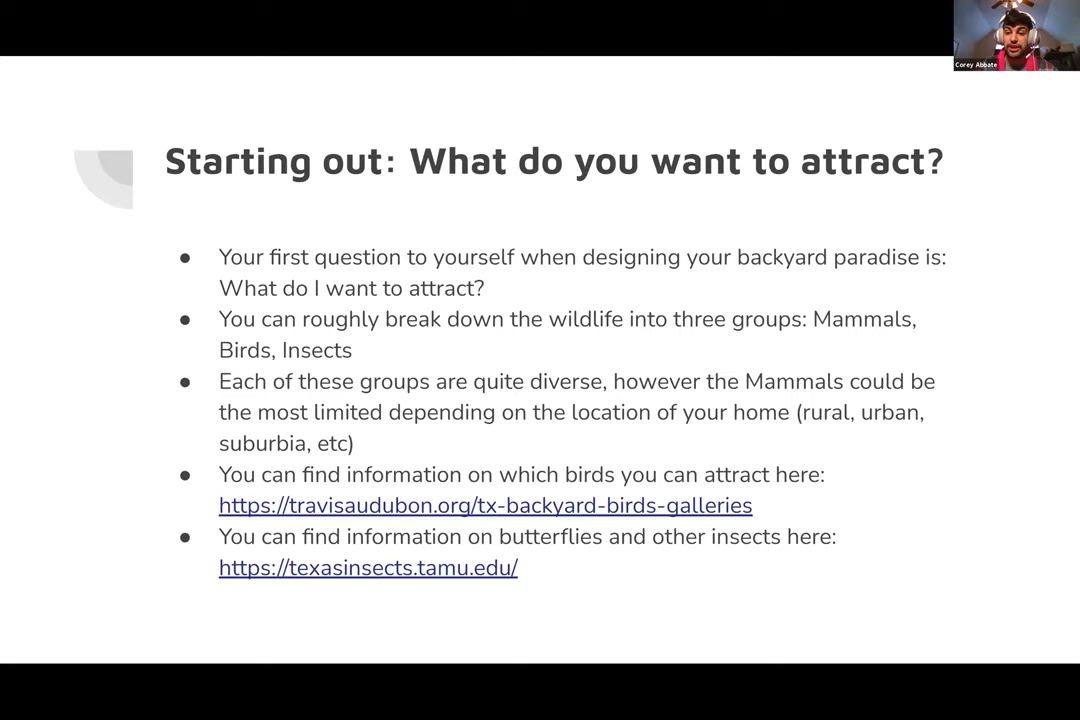 Corey Abbate
Starting out: What do you want to attract?
● Your first question to yourself when designing your backyard paradise is:
What do I want to attract?
● You can roughly break down the wildlife into three groups: Mammals,
Birds, Insects
● Each of these groups are quite diverse, however the Mammals could be
the most limited depending on the location of your home (rural, urban,
suburbia, etc)
● You can find information on which birds you can attract here:
https://travisaudubon.org/tx-backyard-birds-galleries
● You can find information on butterflies and other insects here:
https://texasinsects.tamu.edu/